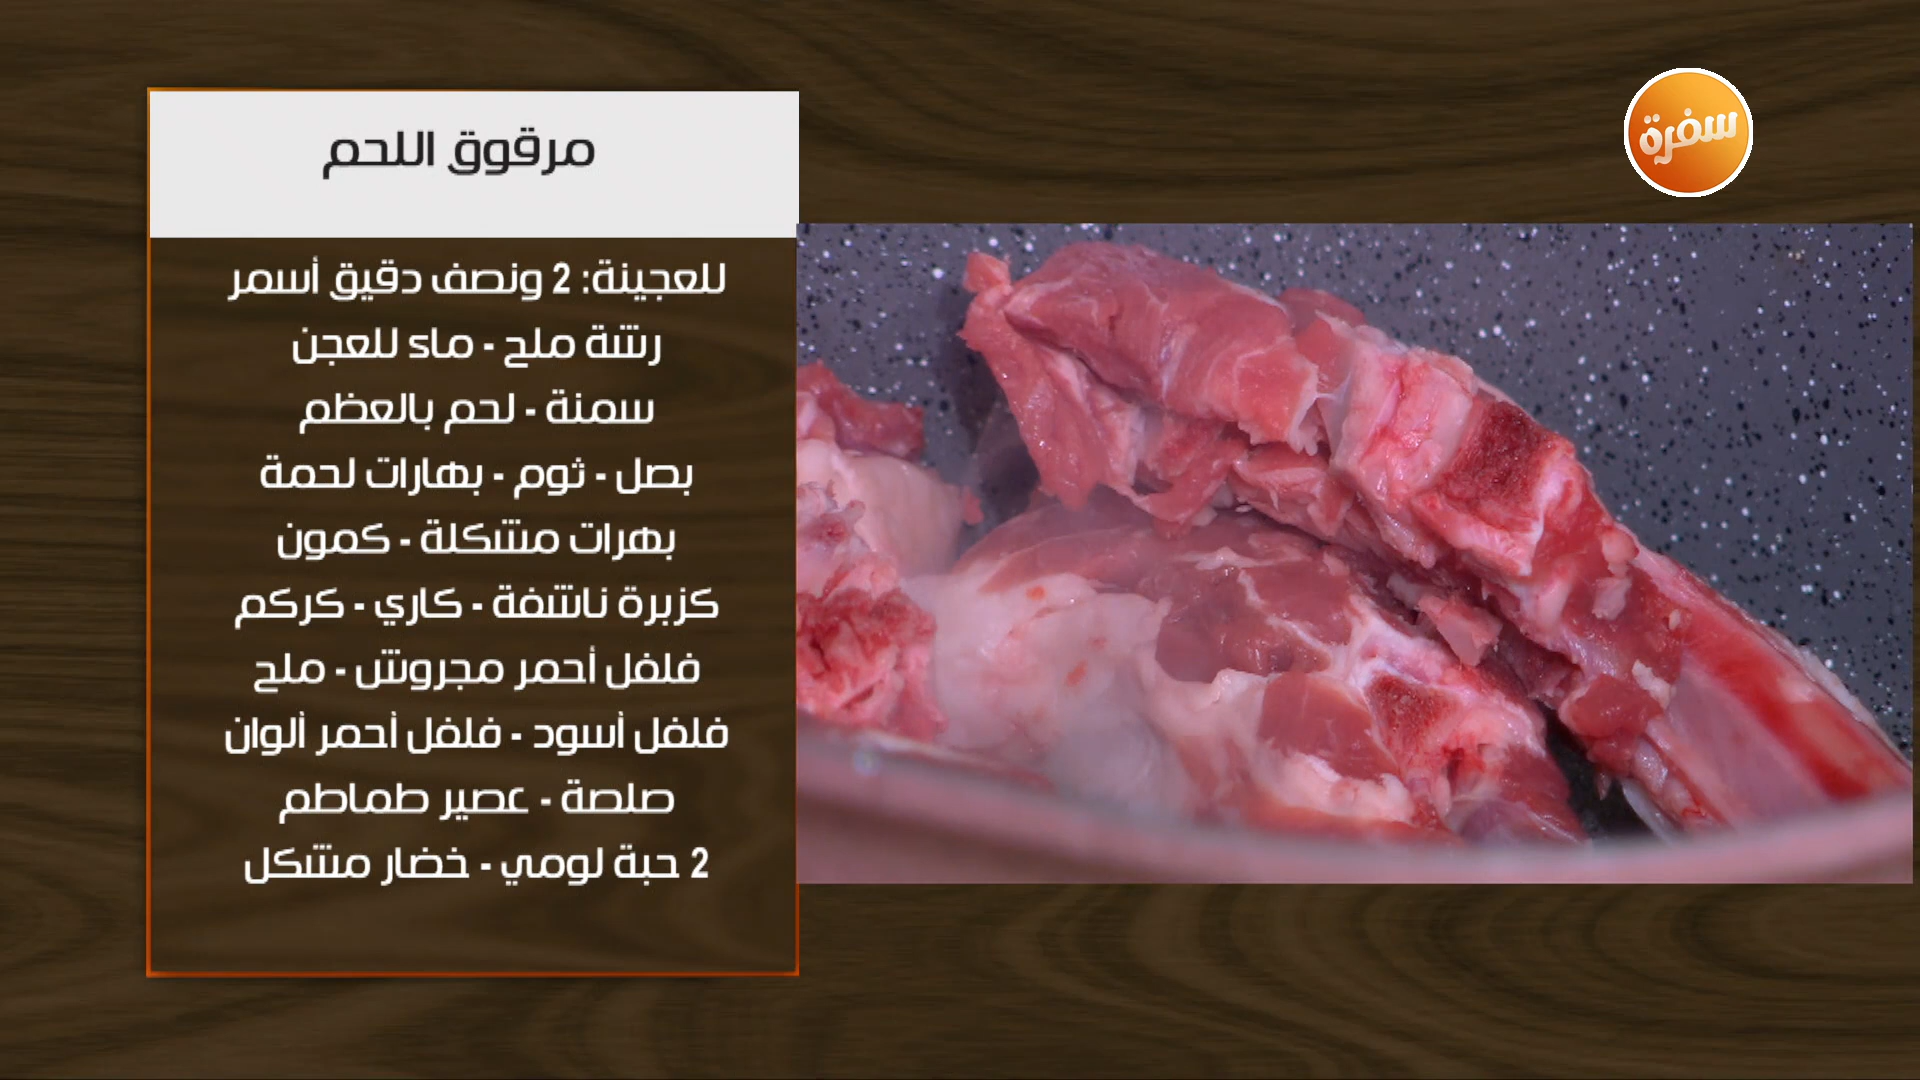 سفرة
مرقوق اللحم
للعجينة: 2 ونصف دقيق أسمر
رشة ملح - ماء للعجن
سمنة - لحم بالعظم
بصل - ثوم - بهارات لحمة
بهرات مشكلة - كمون
كزبرة ناشفة - كاري - كركم
فلفل أحمر مجروش - ملح
فلفل أسود - فلفل أحمر ألوان
صلصة - عصير طماطم
2 حبة لومي - خضار مشكل